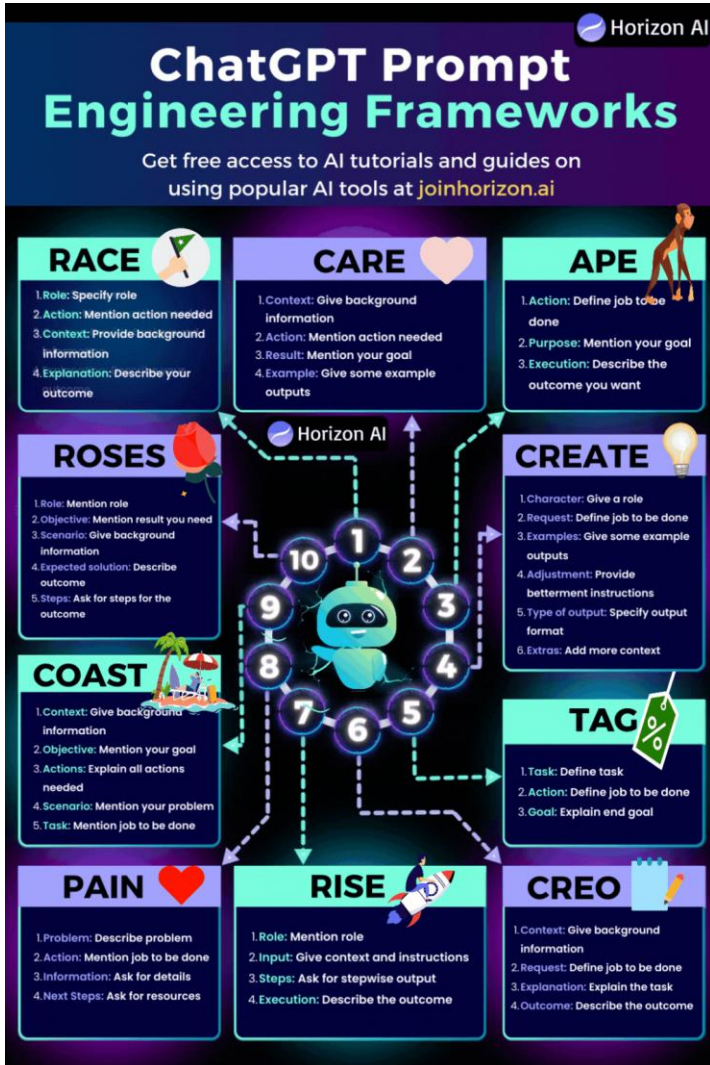 Horizon AI
ChatGPT Prompt
Engineering Frameworks
Get free access to AI tutorials and guides on
using popular AI tools at joinhorizon.ai
RACE
1.Role: Specify role
2.Action: Mention action needed
3.Context: Provide background
information
4.Explanation: Describe your
outcome
CARE
1.Context: Give background
information
2.Action: Mention action needed
3.Result: Mention your goal
4.Example: Give some example
outputs
APE
1.Action: Define job to be
done
2.Purpose: Mention your goal
3.Execution: Describe the
outcome you want
Horizon AI
ROSES
1.Role: Mention role
2.Objective: Mention result you need
3.Scenario: Give background
information
4.Expected solution: Describe
outcome
5.Steps: Ask for steps for the
outcome
CREATE
1.Character: Give a role
2.Request: Define job to be done
3.Examples: Give some example
outputs
4.Adjustment: Provide
betterment instructions
5.Type of output: Specify output
format
6.Extras: Add more context
1
2
3
4
5
6
7
8
9
10
COAST
1.Context: Give background
information
2.Objective: Mention your goal
3.Actions: Explain all actions
needed
4.Scenario: Mention your problem
5.Task: Mention job to be done
TAG
%
1.Task: Define task
2.Action: Define job to be done
3.Goal: Explain end goal
PAIN
1.Problem: Describe problem
2.Action: Mention job to be done
3.Information: Ask for details
4.Next Steps: Ask for resources
RISE
1.Role: Mention role
2.Input: Give context and instructions
3.Steps: Ask for stepwise output
4.Execution: Describe the outcome
CREO
1.Context: Give background
information
2.Request: Define job to be done
3.Explanation: Explain the task
4.Outcome: Describe the outcome